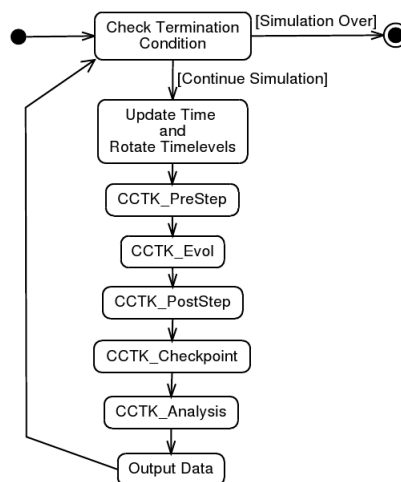 Check Termination
Condition
[Simulation Over]
[Continue Simulation]
Update Time
and
Rotate Timelevels
CCTK_PreStep
CCTK_Evol
CCTK_PostStep
CCTK_Checkpoint
CCTK_Analysis
Output Data